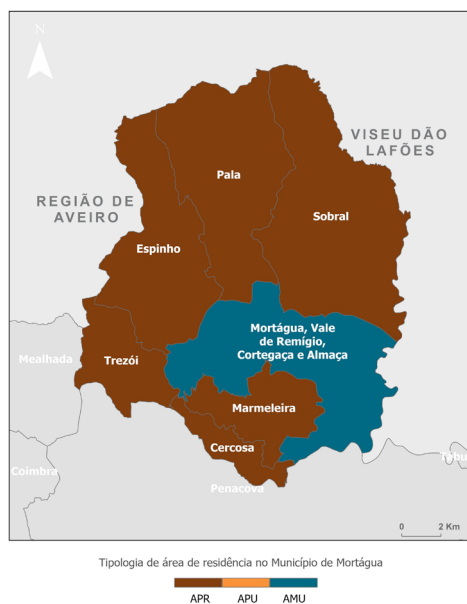 N
VISEU DÃO
LAFÕES
Pala
REGIÃO DE
AVEIRO
Sobral
Espinho
Mortágua, Vale
de Remígio,
Cortegaça e Almaça
Mealhada
Trezói
Marmeleira
Cercosa
Coimbra
Penacova
0 2 Km
Tipologia de área de residência no Município de Mortágua
APR APU AMU